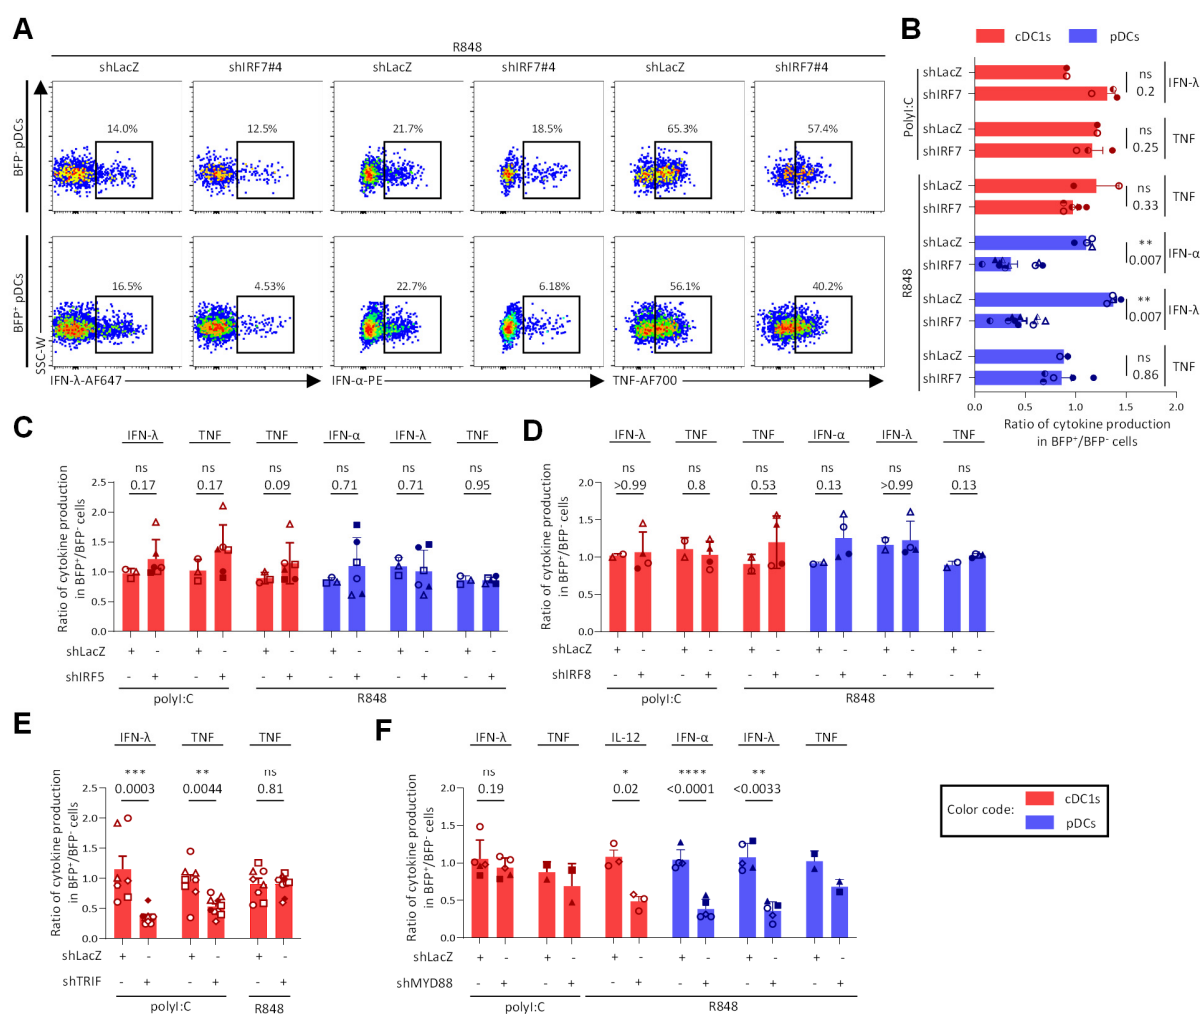 A
R848
shLacZ shIRF7#4 shLacZ shIRF7#4 shLacZ shIRF7#4
BFP⁻ pDCs
14.0% 12.5% 21.7% 18.5% 65.3% 57.4%
BFP⁺ pDCs
16.5% 4.53% 22.7% 6.18% 56.1% 40.2%
SSC-W
IFN-λ-AF647 IFN-α-PE TNF-AF700
B
cDC1s pDCs
PolyI:C
shLacZ
shIRF7
ns
0.2
IFN-λ
shLacZ
shIRF7
ns
0.25
TNF
R848
shLacZ
shIRF7
ns
0.33
TNF
shLacZ
shIRF7
**
0.007
IFN-α
shLacZ
shIRF7
**
0.007
IFN-λ
shLacZ
shIRF7
ns
0.86
TNF
0.0 0.5 1.0 1.5 2.0
Ratio of cytokine production
in BFP⁺/BFP⁻ cells
C
IFN-λ TNF TNF IFN-α IFN-λ TNF
ns ns ns ns ns ns
0.17 0.17 0.09 0.71 0.71 0.95
Ratio of cytokine production
in BFP⁺/BFP⁻ cells
2.5
2.0
1.5
1.0
0.5
0.0
shLacZ + - + - + - + - + - + -
shIRF5 - + - + - + - + - + - +
polyI:C R848
D
IFN-λ TNF TNF IFN-α IFN-λ TNF
ns ns ns ns ns ns
>0.99 0.8 0.53 0.13 >0.99 0.13
Ratio of cytokine production
in BFP⁺/BFP⁻ cells
2.0
1.5
1.0
0.5
0.0
shLacZ + - + - + - + - + - + -
shIRF8 - + - + - + - + - + - +
polyI:C R848
E
IFN-λ TNF TNF
*** ** ns
0.0003 0.0044 0.81
Ratio of cytokine production
in BFP⁺/BFP⁻ cells
2.5
2.0
1.5
1.0
0.5
0.0
shLacZ + - + - + -
shTRIF - + - + - +
polyI:C R848
F
IFN-λ TNF IL-12 IFN-α IFN-λ TNF
ns * **** **
0.19 0.02 <0.0001 <0.0033
Ratio of cytokine production
in BFP⁺/BFP⁻ cells
2.0
1.5
1.0
0.5
0.0
shLacZ + - + - + - + - + - + -
shMYD88 - + - + - + - + - + - +
polyI:C R848
Color code:
cDC1s
pDCs